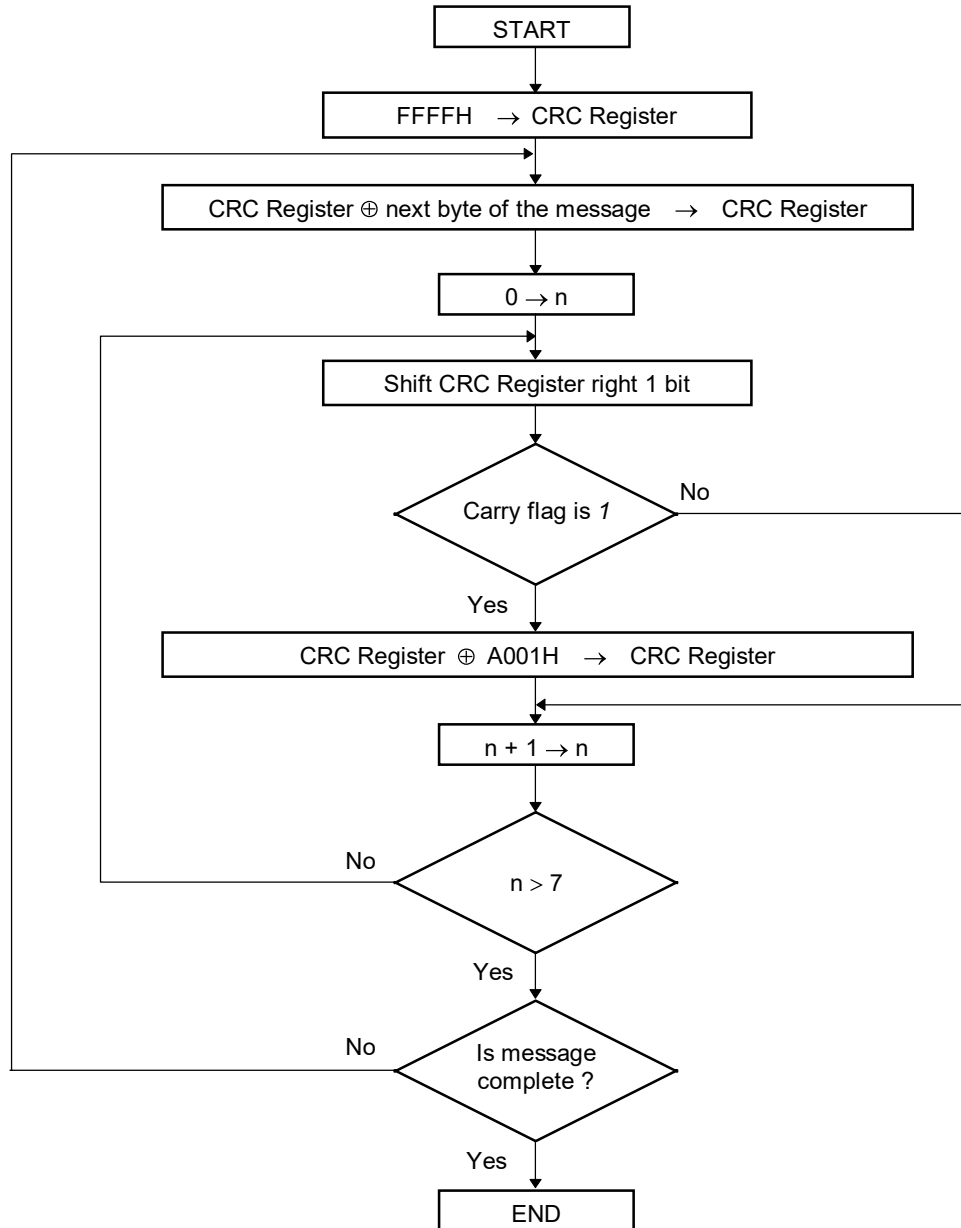 START
FFFFH → CRC Register
CRC Register ⊕ next byte of the message → CRC Register
0 → n
Shift CRC Register right 1 bit
Carry flag is 1
No
Yes
CRC Register ⊕ A001H → CRC Register
n + 1 → n
No
n > 7
Yes
No
Is message
complete ?
Yes
END